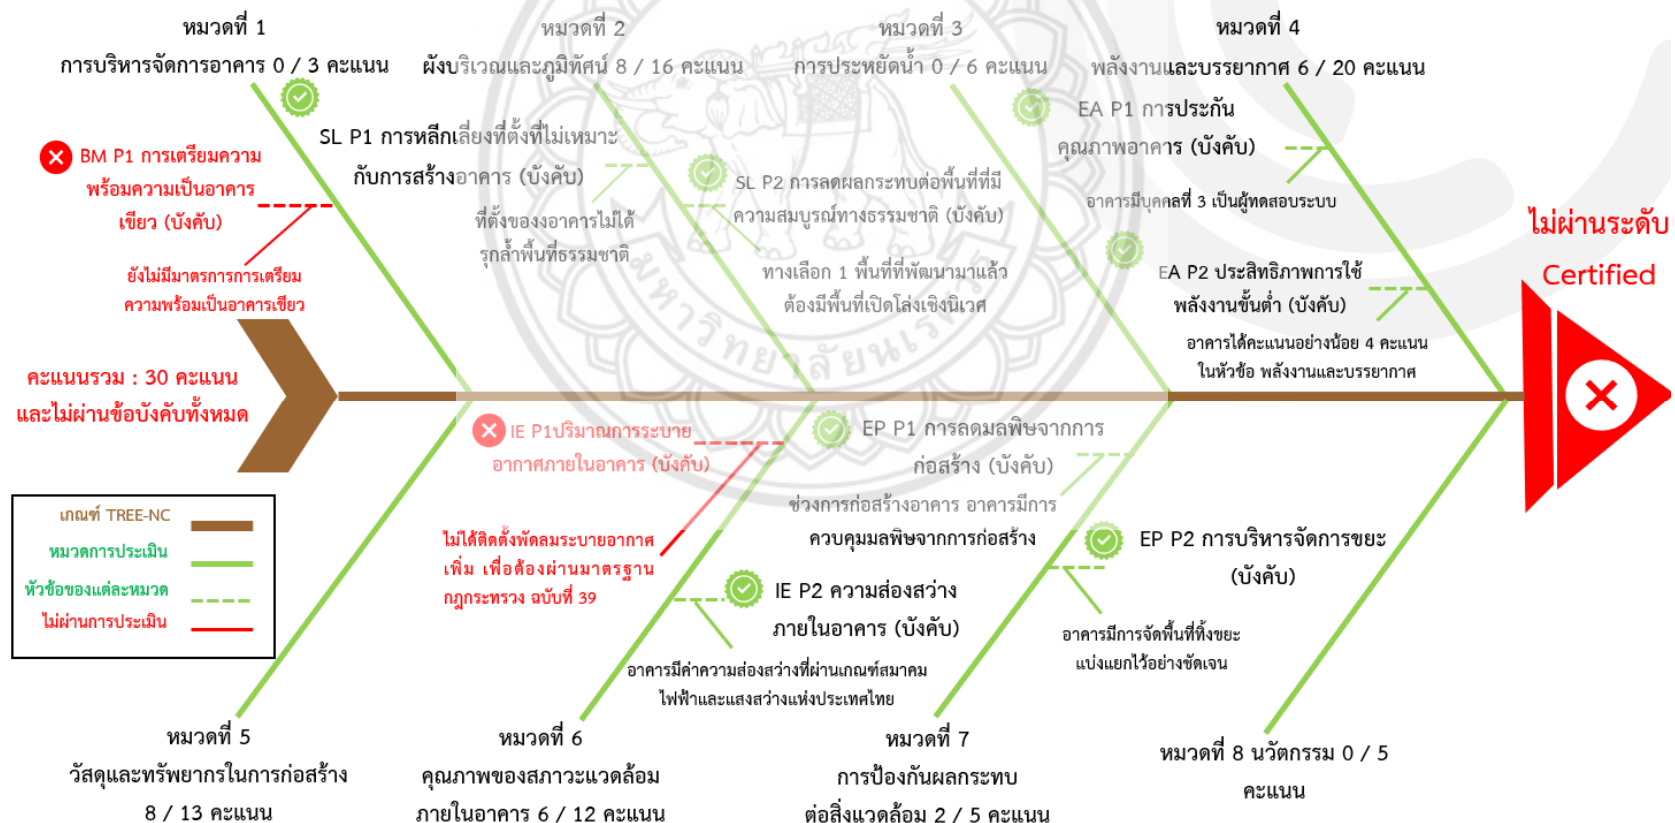 หมวดที่ 1
การบริหารจัดการอาคาร 0 / 3 คะแนน
หมวดที่ 2
ผังบริเวณและภูมิทัศน์ 8 / 16 คะแนน
หมวดที่ 3
การประหยัดน้ำ 0 / 6 คะแนน
หมวดที่ 4
พลังงานและบรรยากาศ 6 / 20 คะแนน
BM P1 การเตรียมความ
พร้อมความเป็นอาคาร
เขียว (บังคับ)
ยังไม่มีมาตรการการเตรียม
ความพร้อมเป็นอาคารเขียว
SL P1 การหลีกเลี่ยงที่ตั้งที่ไม่เหมาะ
กับการสร้างอาคาร (บังคับ)
ที่ตั้งของงอาคารไม่ได้
รุกล้ำพื้นที่ธรรมชาติ
SL P2 การลดผลกระทบต่อพื้นที่ที่มี
ความสมบูรณ์ทางธรรมชาติ (บังคับ)
ทางเลือก 1 พื้นที่ที่พัฒนามาแล้ว
ต้องมีพื้นที่เปิดโล่งเชิงนิเวศ
EA P1 การประกัน
คุณภาพอาคาร (บังคับ)
อาคารมีบุคคลที่ 3 เป็นผู้ทดสอบระบบ
EA P2 ประสิทธิภาพการใช้
พลังงานขั้นต่ำ (บังคับ)
อาคารได้คะแนนอย่างน้อย 4 คะแนน
ในหัวข้อ พลังงานและบรรยากาศ
ไม่ผ่านระดับ
Certified
มหาวิทยาลัยนเรศวร
คะแนนรวม : 30 คะแนน
และไม่ผ่านข้อบังคับทั้งหมด
เกณฑ์ TREE-NC
หมวดการประเมิน
หัวข้อของแต่ละหมวด
ไม่ผ่านการประเมิน
IE P1ปริมาณการระบาย
อากาศภายในอาคาร (บังคับ)
ไม่ได้ติดตั้งพัดลมระบายอากาศ
เพิ่ม เพื่อต้องผ่านมาตรฐาน
กฎกระทรวง ฉบับที่ 39
IE P2 ความส่องสว่าง
ภายในอาคาร (บังคับ)
อาคารมีค่าความส่องสว่างที่ผ่านเกณฑ์สมาคม
ไฟฟ้าและแสงสว่างแห่งประเทศไทย
EP P1 การลดมลพิษจากการ
ก่อสร้าง (บังคับ)
ช่วงการก่อสร้างอาคาร อาคารมีการ
ควบคุมมลพิษจากการก่อสร้าง
EP P2 การบริหารจัดการขยะ
(บังคับ)
อาคารมีการจัดพื้นที่ทิ้งขยะ
แบ่งแยกไว้อย่างชัดเจน
หมวดที่ 5
วัสดุและทรัพยากรในการก่อสร้าง
8 / 13 คะแนน
หมวดที่ 6
คุณภาพของสภาวะแวดล้อม
ภายในอาคาร 6 / 12 คะแนน
หมวดที่ 7
การป้องกันผลกระทบ
ต่อสิ่งแวดล้อม 2 / 5 คะแนน
หมวดที่ 8 นวัตกรรม 0 / 5
คะแนน